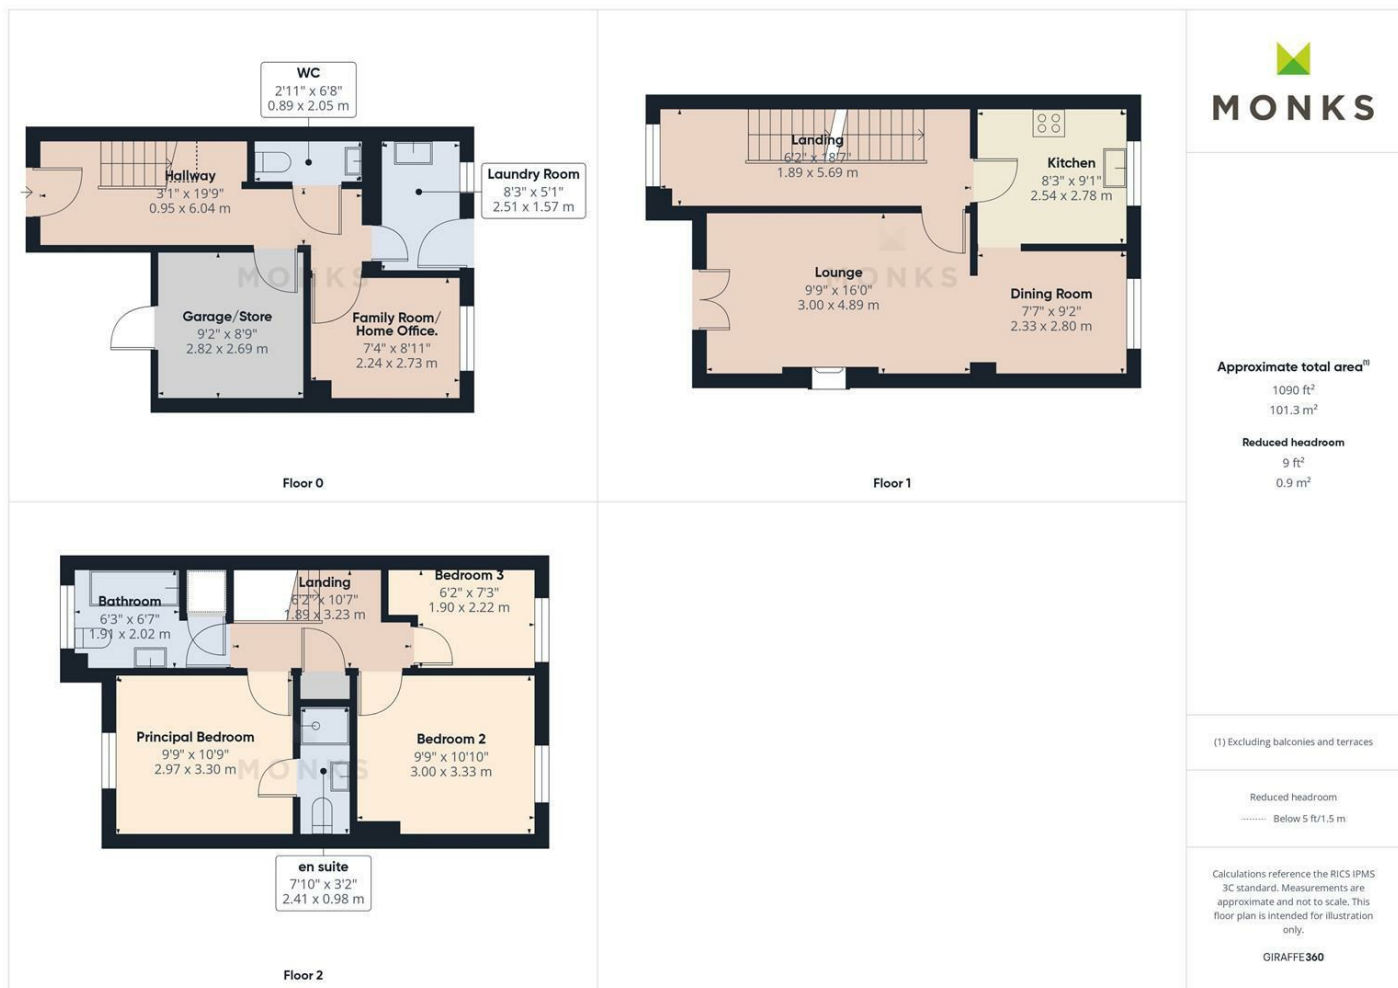 WC
2'11" x 6'8"
0.89 x 2.05 m
Hallway
3'1" x 19'9"
0.95 x 6.04 m
Laundry Room
8'3" x 5'1"
2.51 x 1.57 m
MONKS
Garage/Store
9'2" x 8'9"
2.82 x 2.69 m
Family Room/
Home Office.
7'4" x 8'11"
2.24 x 2.73 m
Floor 0
Landing
6'2" x 18'7"
1.89 x 5.69 m
Kitchen
8'3" x 9'1"
2.54 x 2.78 m
MONKS
Lounge
9'9" x 16'0"
3.00 x 4.89 m
Dining Room
7'7" x 9'2"
2.33 x 2.80 m
Floor 1
Bathroom
6'3" x 6'7"
1.91 x 2.02 m
Landing
6'2" x 10'7"
1.89 x 3.23 m
Bedroom 3
6'2" x 7'3"
1.90 x 2.22 m
Principal Bedroom
9'9" x 10'9"
2.97 x 3.30 m
MONKS
Bedroom 2
9'9" x 10'10"
3.00 x 3.33 m
en suite
7'10" x 3'2"
2.41 x 0.98 m
Floor 2
MONKS
Approximate total area(1)
1090 ft²
101.3 m²
Reduced headroom
9 ft²
0.9 m²
(1) Excluding balconies and terraces
Reduced headroom
Below 5 ft/1.5 m
Calculations reference the RICS IPMS
3C standard. Measurements are
approximate and not to scale. This
floor plan is intended for illustration
only.
GIRAFFE360